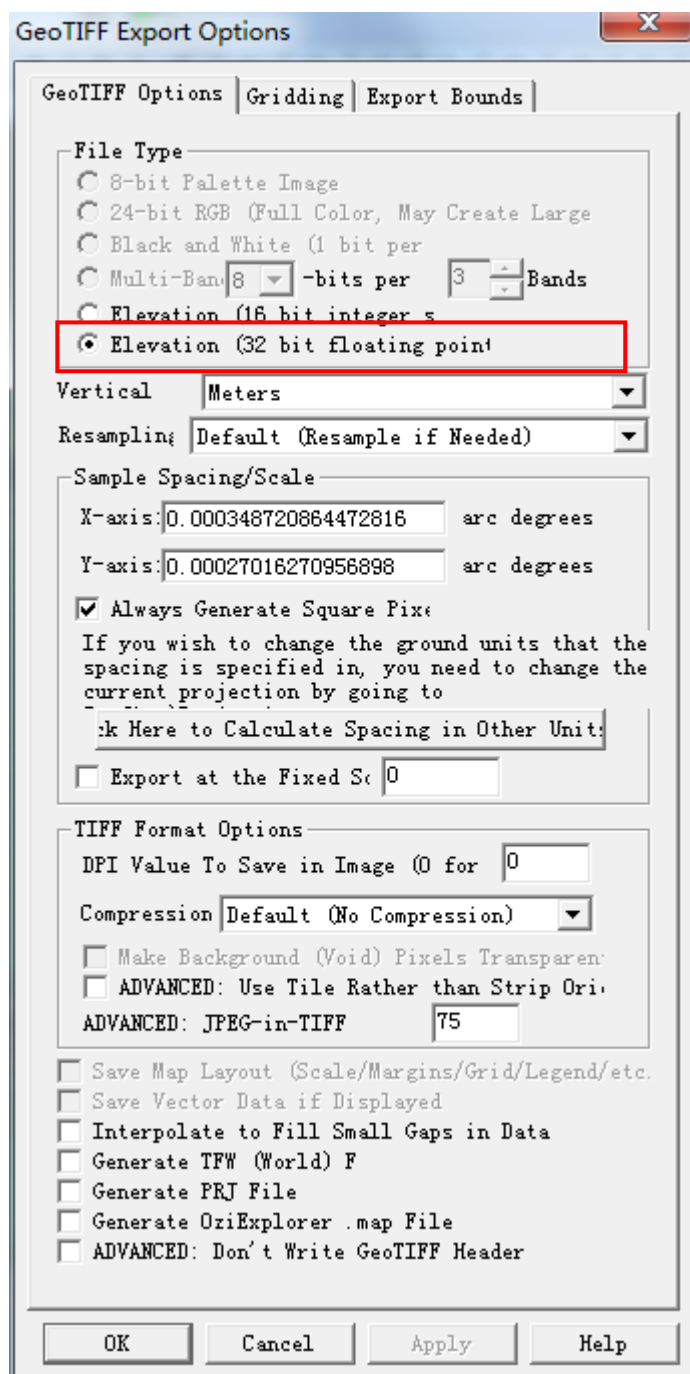 GeoTIFF Export Options
GeoTIFF Options Gridding Export Bounds
File Type
8-bit Palette Image
24-bit RGB (Full Color, May Create Large
Black and White (1 bit per
Multi-Ban 8 -bits per 3 Bands
Elevation (16 bit integer s
Elevation (32 bit floating point
Vertical Meters
Resampling Default (Resample if Needed)
Sample Spacing/Scale
X-axis: 0.000348720864472816 arc degrees
Y-axis: 0.00027016270956898 arc degrees
Always Generate Square Pixe
If you wish to change the ground units that the
spacing is specified in, you need to change the
current projection by going to
ck Here to Calculate Spacing in Other Units
Export at the Fixed Sc 0
TIFF Format Options
DPI Value To Save in Image (0 for 0
Compression Default (No Compression)
Make Background (Void) Pixels Transparen
ADVANCED: Use Tile Rather than Strip Ori
ADVANCED: JPEG-in-TIFF 75
Save Map Layout (Scale/Margins/Grid/Legend/etc.
Save Vector Data if Displayed
Interpolate to Fill Small Gaps in Data
Generate TFW (World) F
Generate PRJ File
Generate OziExplorer .map File
ADVANCED: Don't Write GeoTIFF Header
OK Cancel Apply Help